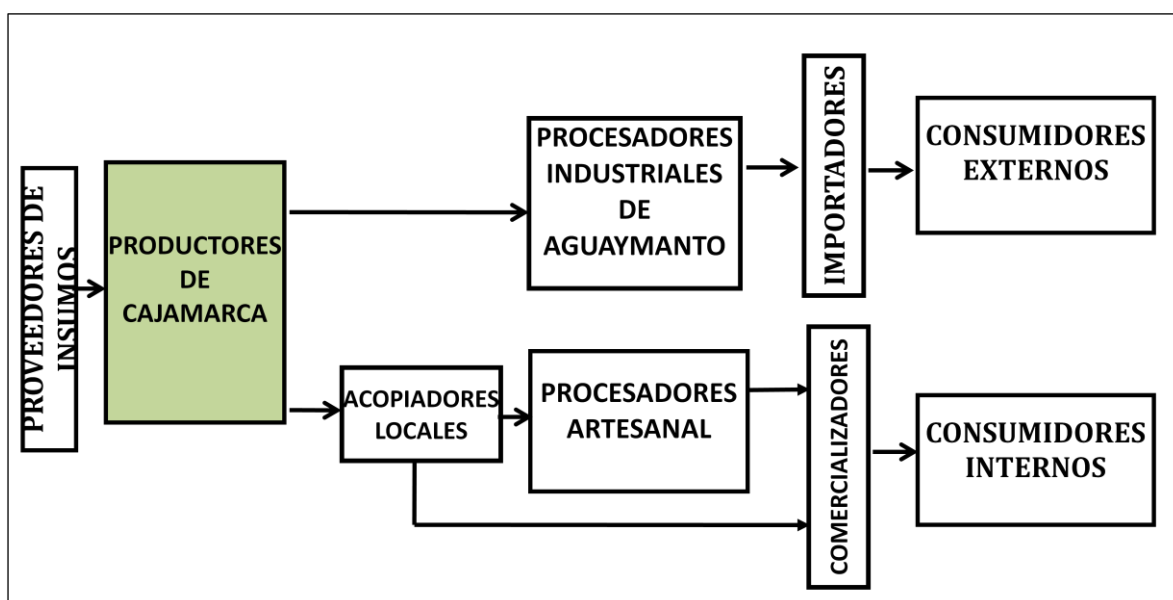 PROVEEDORES DE
INSUMOS
PRODUCTORES
DE
CAJAMARCA
PROCESADORES
INDUSTRIALES
DE
AGUAYMANTO
IMPORTADORES
CONSUMIDORES
EXTERNOS
ACOPIADORES
LOCALES
PROCESADORES
ARTESANAL
COMERCIALIZADORES
CONSUMIDORES
INTERNOS